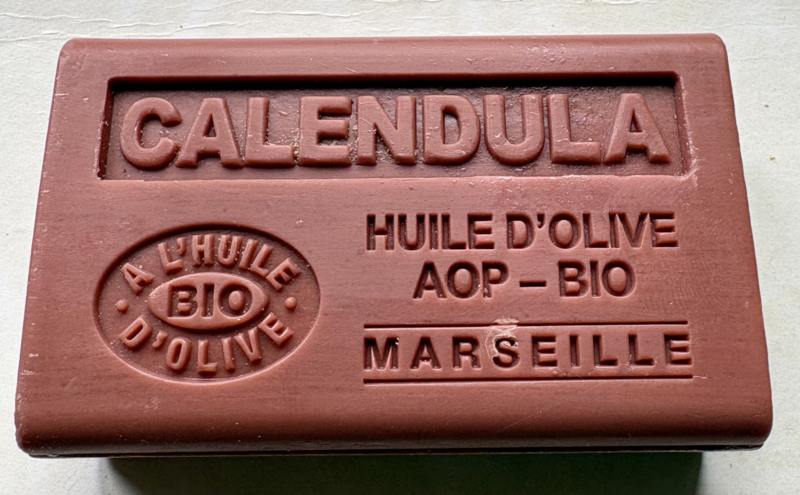 CALENDULA
A L'HUILE
BIO
D'OLIVE
HUILE D'OLIVE
AOP – BIO
MARSEILLE